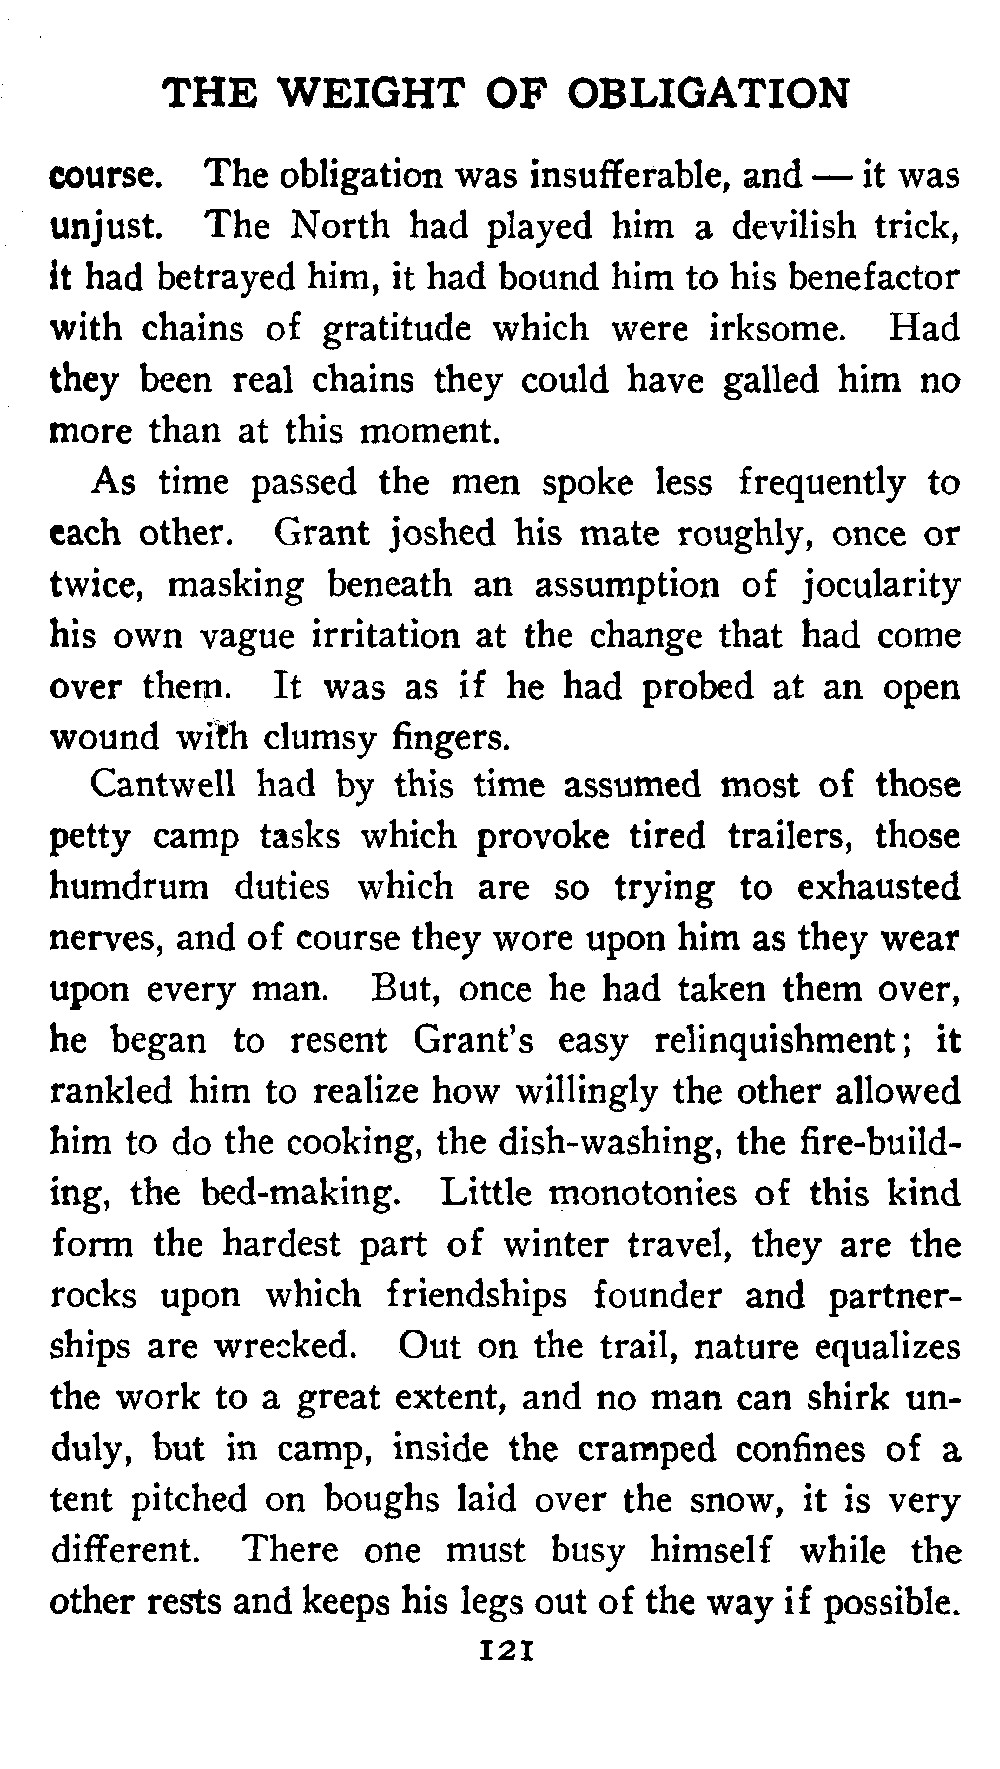 THE WEIGHT OF OBLIGATION
course. The obligation was insufferable, and — it was
unjust. The North had played him a devilish trick,
it had betrayed him, it had bound him to his benefactor
with chains of gratitude which were irksome. Had
they been real chains they could have galled him no
more than at this moment.
As time passed the men spoke less frequently to
each other. Grant joshed his mate roughly, once or
twice, masking beneath an assumption of jocularity
his own vague irritation at the change that had come
over them. It was as if he had probed at an open
wound with clumsy fingers.
Cantwell had by this time assumed most of those
petty camp tasks which provoke tired trailers, those
humdrum duties which are so trying to exhausted
nerves, and of course they wore upon him as they wear
upon every man. But, once he had taken them over,
he began to resent Grant's easy relinquishment; it
rankled him to realize how willingly the other allowed
him to do the cooking, the dish-washing, the fire-build-
ing, the bed-making. Little monotonies of this kind
form the hardest part of winter travel, they are the
rocks upon which friendships founder and partner-
ships are wrecked. Out on the trail, nature equalizes
the work to a great extent, and no man can shirk un-
duly, but in camp, inside the cramped confines of a
tent pitched on boughs laid over the snow, it is very
different. There one must busy himself while the
other rests and keeps his legs out of the way if possible.
121